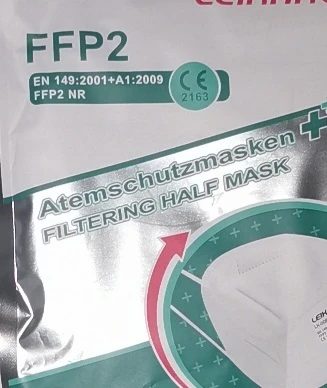 FFP2
EN 149:2001+A1:2009
FFP2 NR
CE
2163
Atemschutzmasken
FILTERING HALF MASK